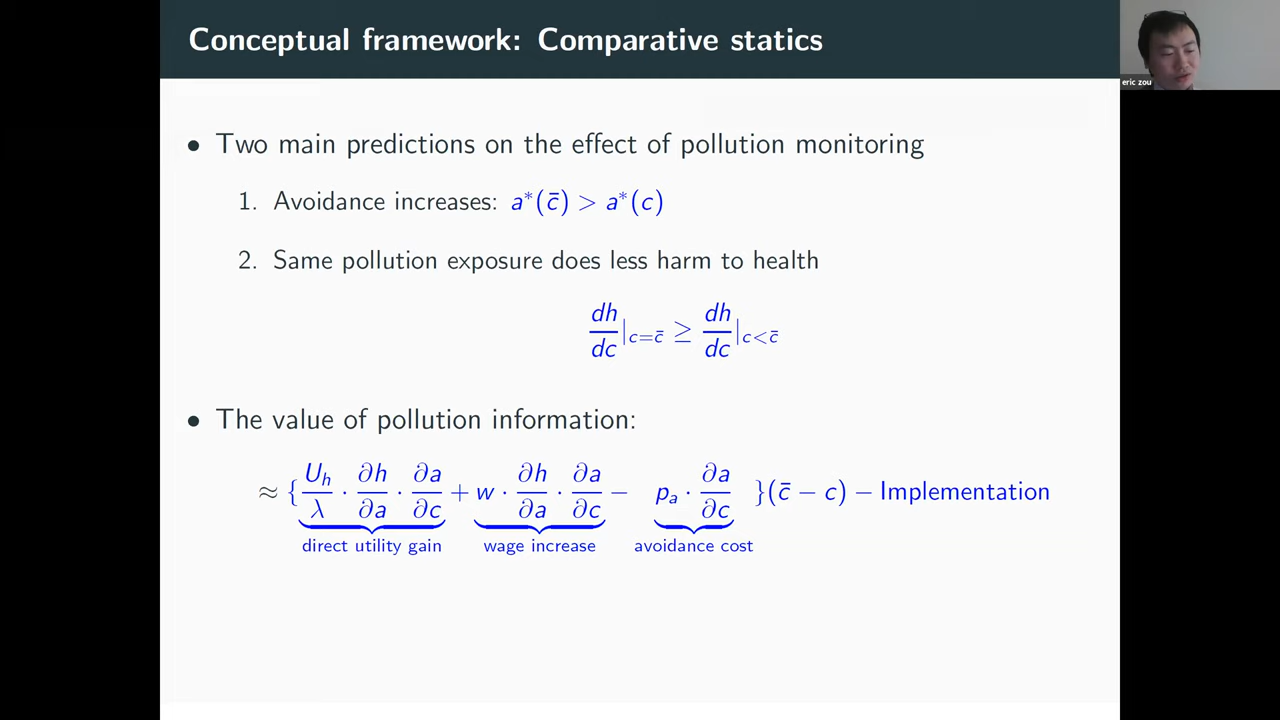 Conceptual framework: Comparative statics
eric zou
• Two main predictions on the effect of pollution monitoring
1. Avoidance increases: a*(c̄) > a*(c)
2. Same pollution exposure does less harm to health
dh/dc|c=c̄ ≥ dh/dc|c<c̄
• The value of pollution information:
≈ {Uₕ/λ · ∂h/∂a · ∂a/∂c + w · ∂h/∂a · ∂a/∂c − pₐ · ∂a/∂c }(c̄ − c) − Implementation
direct utility gain wage increase avoidance cost